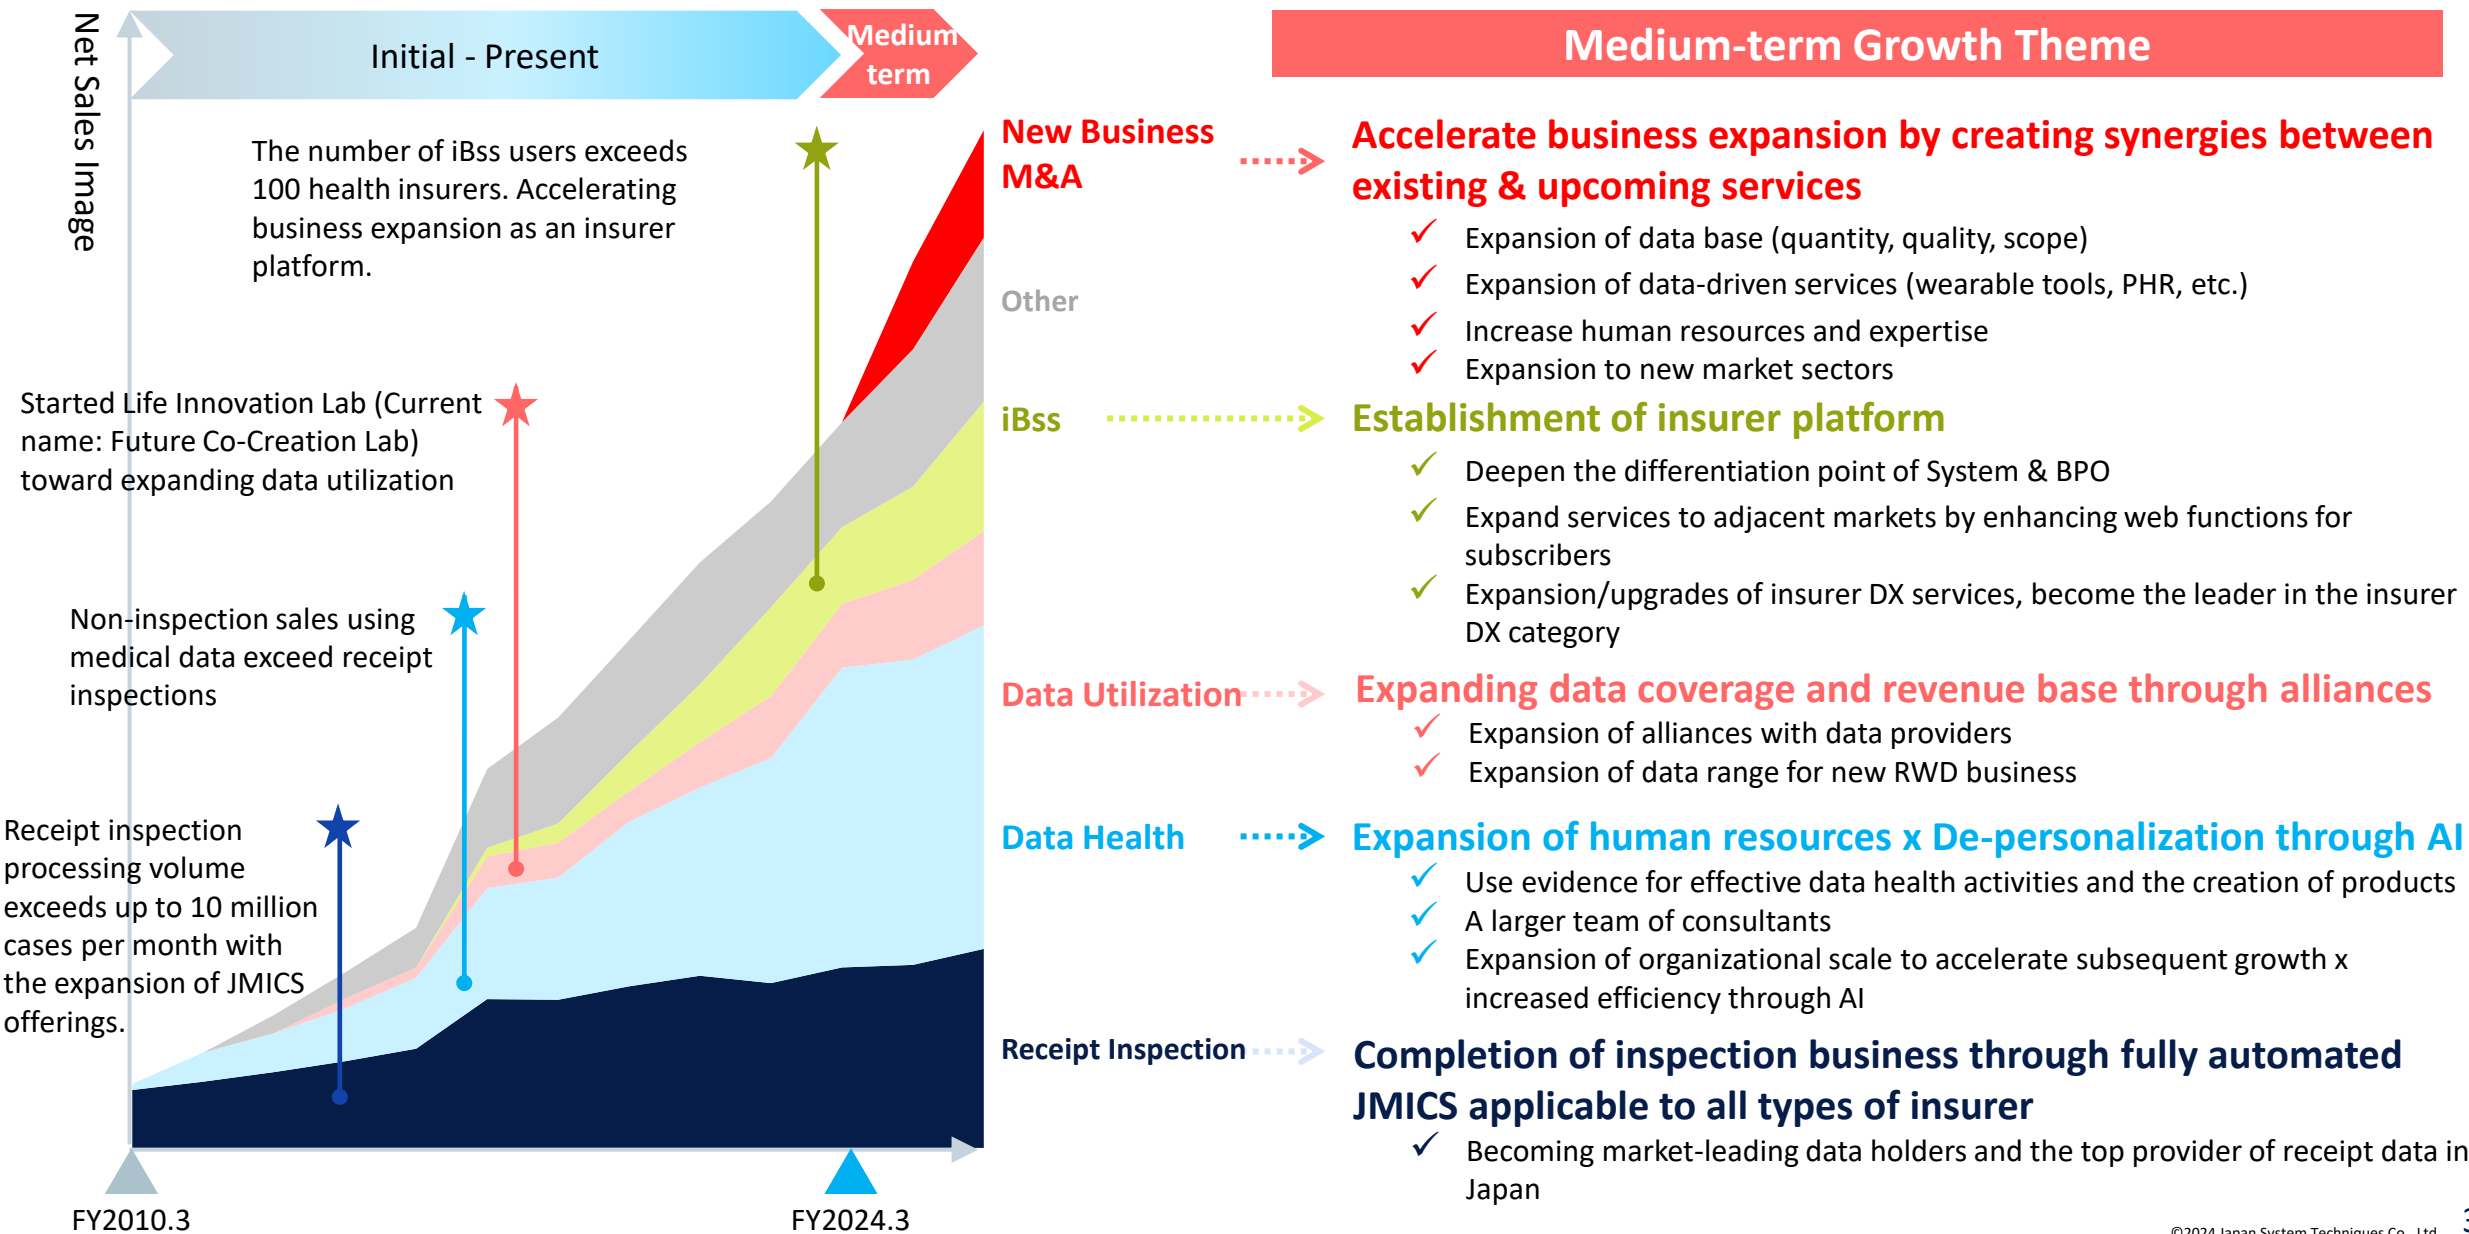 Net Sales Image
Initial - Present
Medium
term
The number of iBss users exceeds
100 health insurers. Accelerating
business expansion as an insurer
platform.
Started Life Innovation Lab (Current
name: Future Co-Creation Lab)
toward expanding data utilization
Non-inspection sales using
medical data exceed receipt
inspections
Receipt inspection
processing volume
exceeds up to 10 million
cases per month with
the expansion of JMICS
offerings.
FY2010.3
FY2024.3
Medium-term Growth Theme
New Business
M&A
Accelerate business expansion by creating synergies between
existing & upcoming services
✓ Expansion of data base (quantity, quality, scope)
✓ Expansion of data-driven services (wearable tools, PHR, etc.)
✓ Increase human resources and expertise
✓ Expansion to new market sectors
Other
iBss
Establishment of insurer platform
✓ Deepen the differentiation point of System & BPO
✓ Expand services to adjacent markets by enhancing web functions for
subscribers
✓ Expansion/upgrades of insurer DX services, become the leader in the insurer
DX category
Data Utilization
Expanding data coverage and revenue base through alliances
✓ Expansion of alliances with data providers
✓ Expansion of data range for new RWD business
Data Health
Expansion of human resources x De-personalization through AI
✓ Use evidence for effective data health activities and the creation of products
✓ A larger team of consultants
✓ Expansion of organizational scale to accelerate subsequent growth x
increased efficiency through AI
Receipt Inspection
Completion of inspection business through fully automated
JMICS applicable to all types of insurer
✓ Becoming market-leading data holders and the top provider of receipt data in
Japan
©2024 Japan System Techniques Co., Ltd.